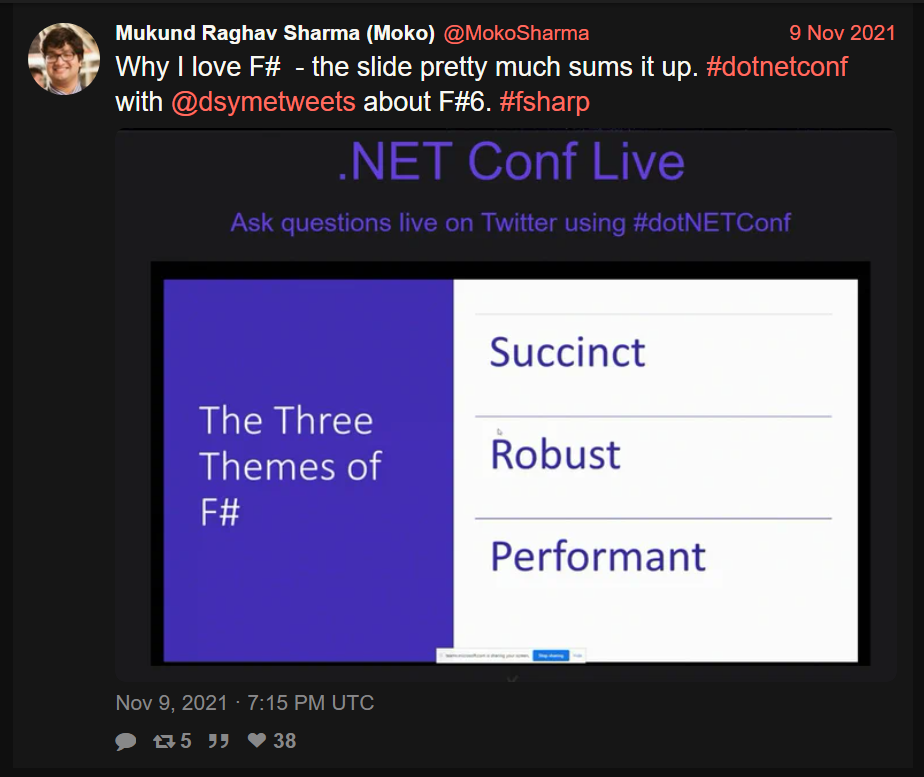 Mukund Raghav Sharma (Moko) @MokoSharma 9 Nov 2021
Why I love F# - the slide pretty much sums it up. #dotnetconf
with @dsymetweets about F#6. #fsharp
.NET Conf Live
Ask questions live on Twitter using #dotNETConf
The Three
Themes of
F#
Succinct
Robust
Performant
Stop sharing
Nov 9, 2021 · 7:15 PM UTC
5 38